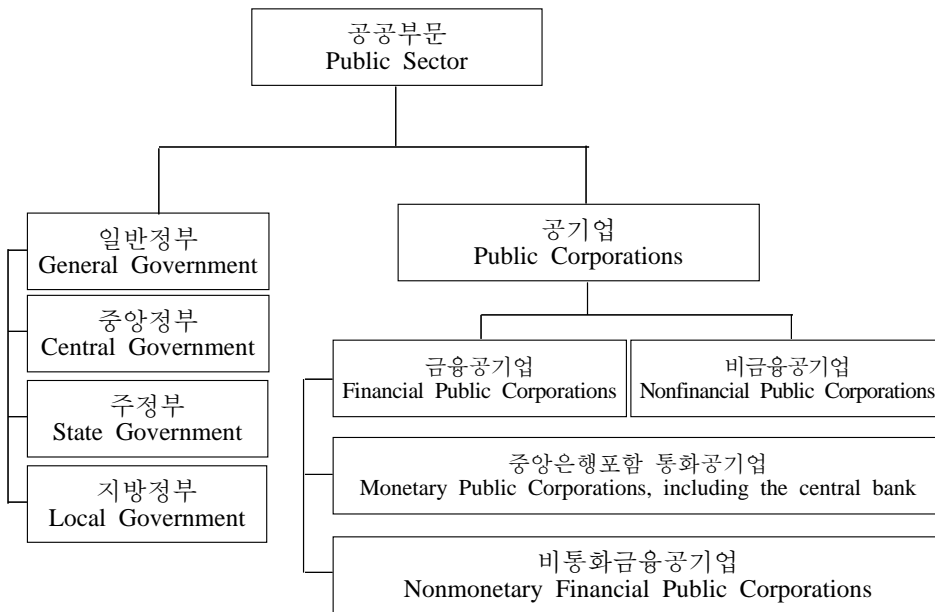 공공부문
Public Sector
일반정부
General Government
중앙정부
Central Government
주정부
State Government
지방정부
Local Government
공기업
Public Corporations
금융공기업
Financial Public Corporations
비금융공기업
Nonfinancial Public Corporations
중앙은행포함 통화공기업
Monetary Public Corporations, including the central bank
비통화금융공기업
Nonmonetary Financial Public Corporations